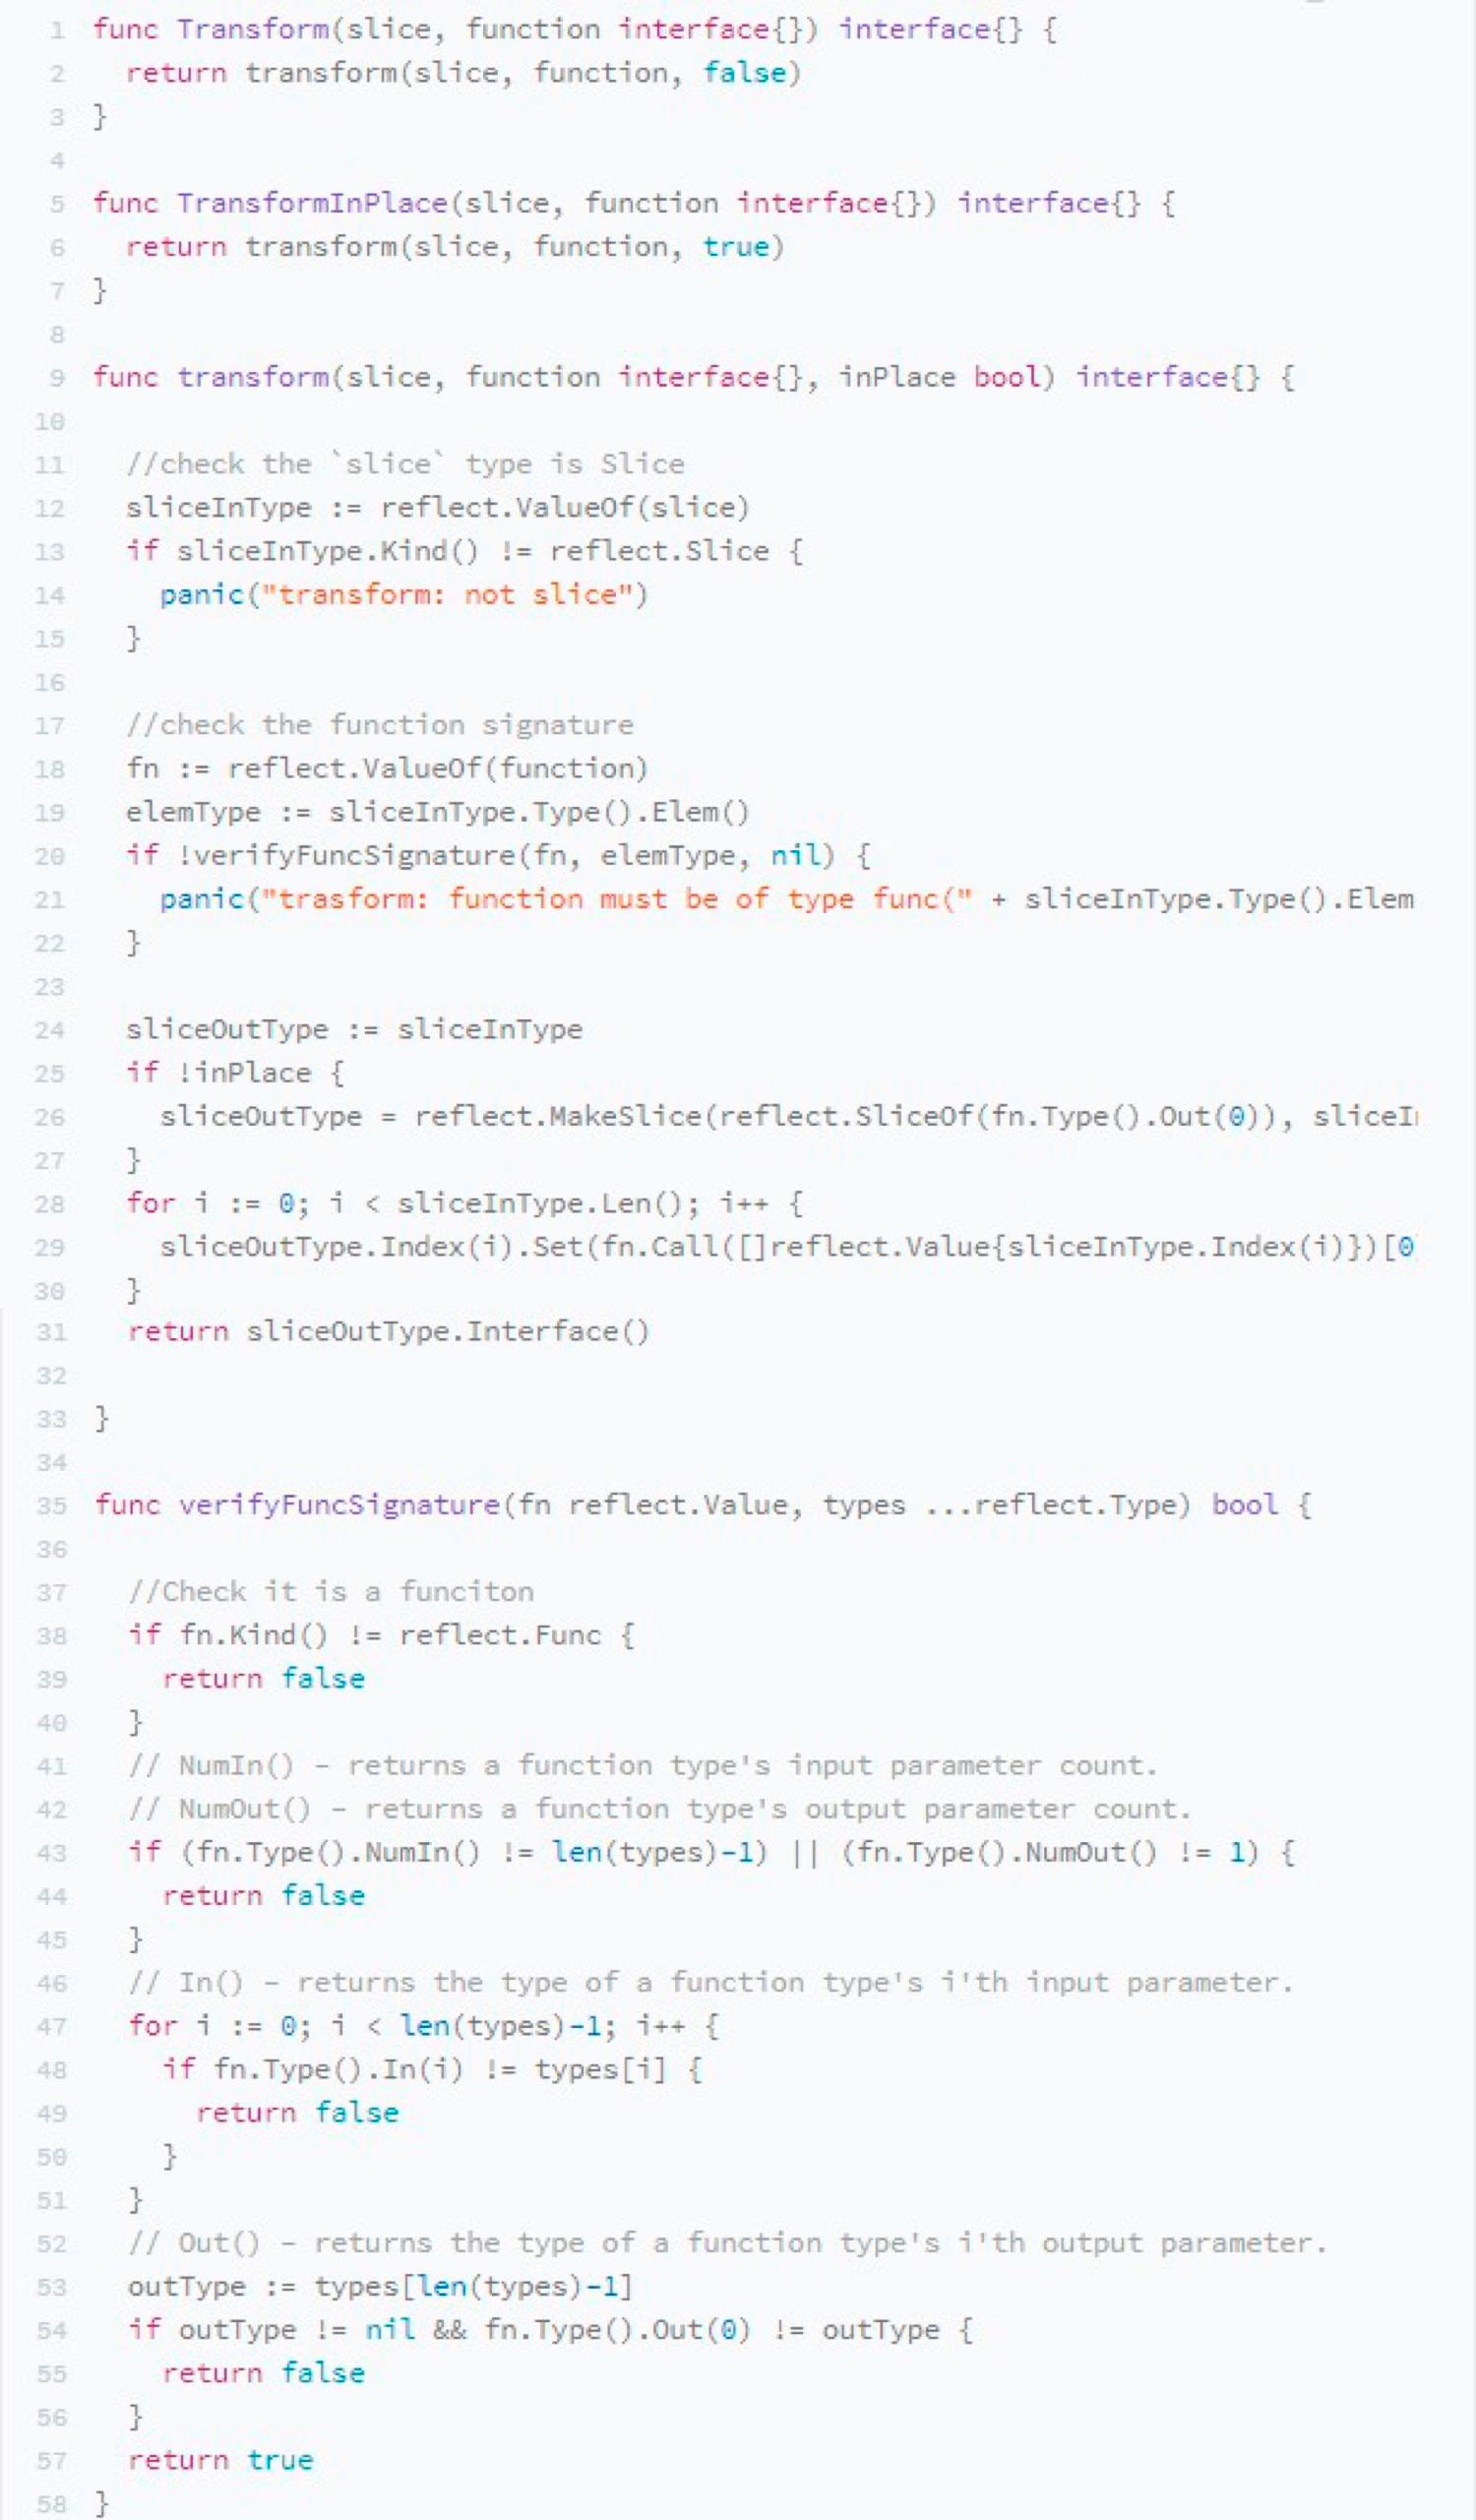 1 func Transform(slice, function interface{}) interface{} {
2   return transform(slice, function, false)
3 }
4
5 func TransformInPlace(slice, function interface{}) interface{} {
6   return transform(slice, function, true)
7 }
8
9 func transform(slice, function interface{}, inPlace bool) interface{} {
10
11   //check the `slice` type is Slice
12   sliceInType := reflect.ValueOf(slice)
13   if sliceInType.Kind() != reflect.Slice {
14     panic("transform: not slice")
15   }
16
17   //check the function signature
18   fn := reflect.ValueOf(function)
19   elemType := sliceInType.Type().Elem()
20   if !verifyFuncSignature(fn, elemType, nil) {
21     panic("trasform: function must be of type func(" + sliceInType.Type().Elem
22   }
23
24   sliceOutType := sliceInType
25   if !inPlace {
26     sliceOutType = reflect.MakeSlice(reflect.SliceOf(fn.Type().Out(0)), sliceI
27   }
28   for i := 0; i < sliceInType.Len(); i++ {
29     sliceOutType.Index(i).Set(fn.Call([]reflect.Value{sliceInType.Index(i)})[0
30   }
31   return sliceOutType.Interface()
32
33 }
34
35 func verifyFuncSignature(fn reflect.Value, types ...reflect.Type) bool {
36
37   //Check it is a funciton
38   if fn.Kind() != reflect.Func {
39     return false
40   }
41   // NumIn() - returns a function type's input parameter count.
42   // NumOut() - returns a function type's output parameter count.
43   if (fn.Type().NumIn() != len(types)-1) || (fn.Type().NumOut() != 1) {
44     return false
45   }
46   // In() - returns the type of a function type's i'th input parameter.
47   for i := 0; i < len(types)-1; i++ {
48     if fn.Type().In(i) != types[i] {
49       return false
50     }
51   }
52   // Out() - returns the type of a function type's i'th output parameter.
53   outType := types[len(types)-1]
54   if outType != nil && fn.Type().Out(0) != outType {
55     return false
56   }
57   return true
58 }